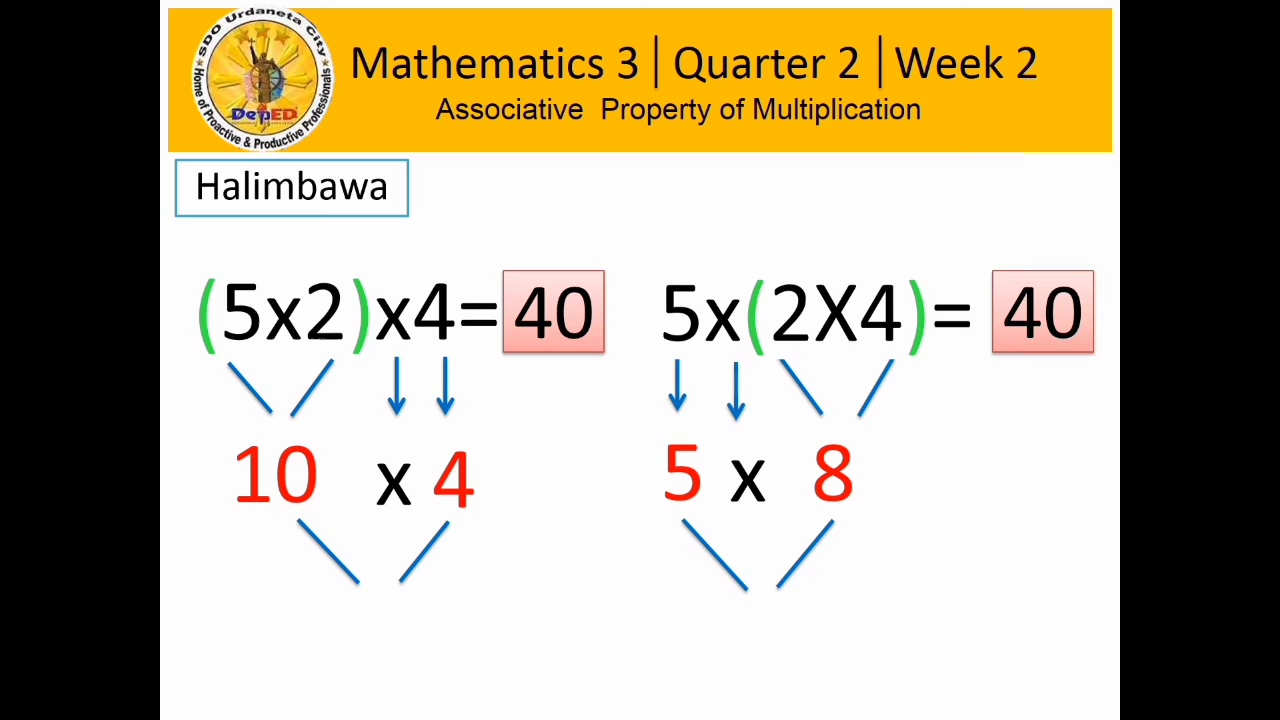 SDO Urdaneta City
Home of Proactive & Productive Professionals
DepED
Mathematics 3 | Quarter 2 | Week 2
Associative Property of Multiplication
Halimbawa
(5x2)x4= 40
5x(2X4)= 40
10 x 4
5 x 8